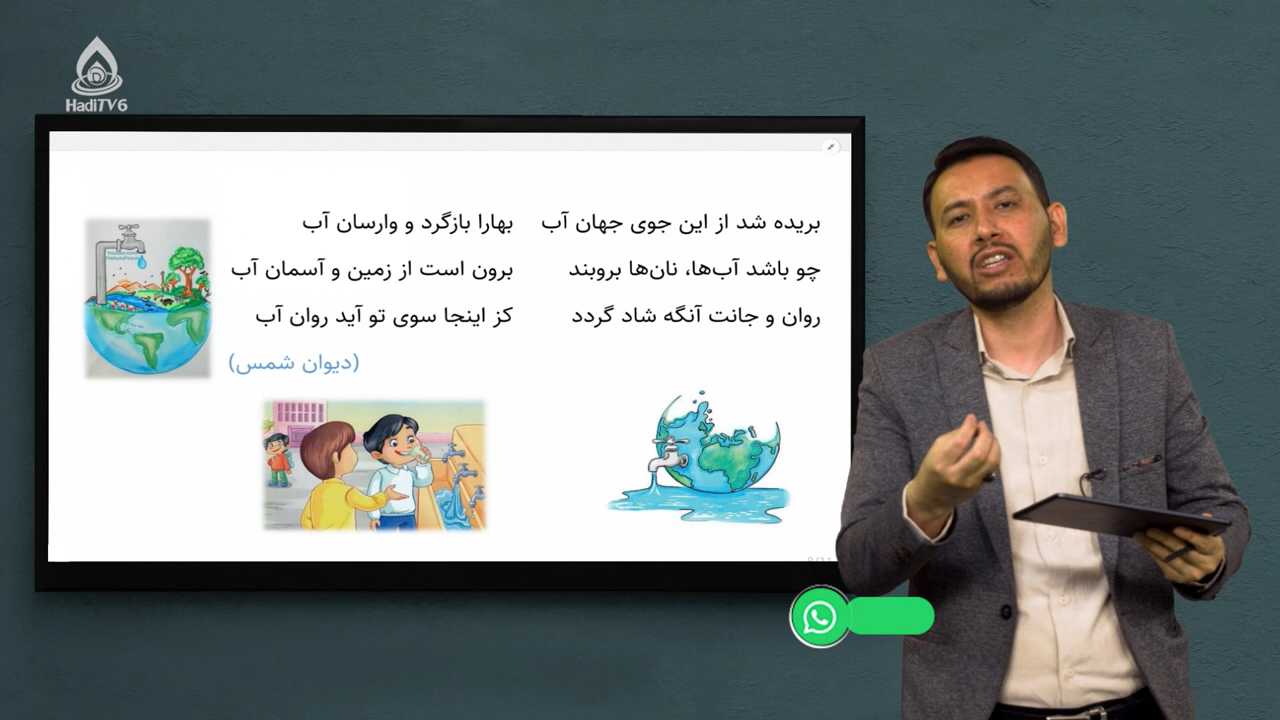 HadiTV6
بریده شد از این جوی جهان آب بهارا بازگرد و وارسان آب
چو باشد آب‌ها، نان‌ها برویند برون است از زمین و آسمان آب
روان و جانت آنگه شاد گردد کز اینجا سوی تو آید روان آب
(دیوان شمس)